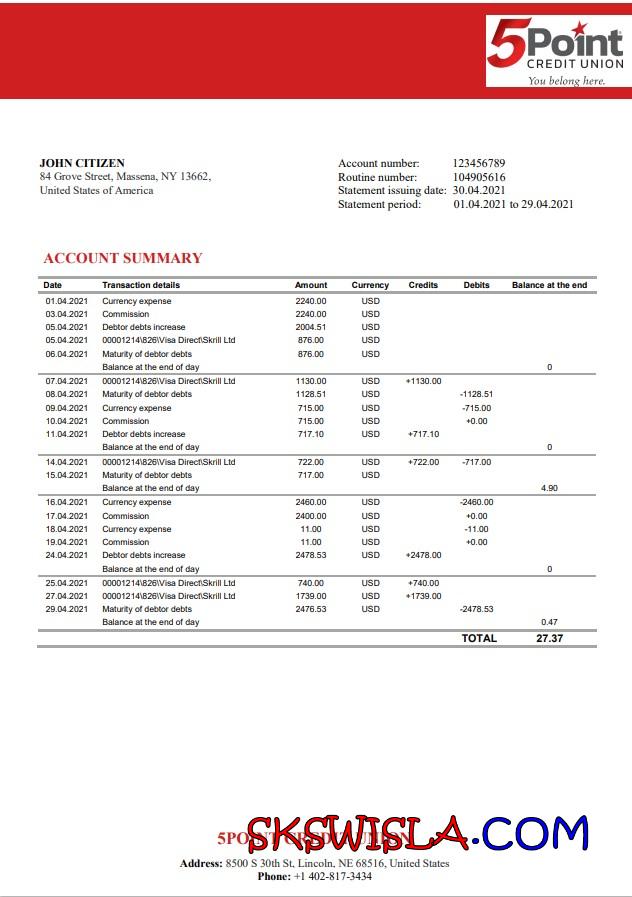 5Point
CREDIT UNION
You belong here.
JOHN CITIZEN
84 Grove Street, Massena, NY 13662,
United States of America
Account number: 123456789
Routine number: 104905616
Statement issuing date: 30.04.2021
Statement period: 01.04.2021 to 29.04.2021
ACCOUNT SUMMARY
Date Transaction details Amount Currency Credits Debits Balance at the end
01.04.2021 Currency expense 2240.00 USD
03.04.2021 Commission 2240.00 USD
05.04.2021 Debtor debts increase 2004.51 USD
05.04.2021 00001214\826\Visa Direct\Skrill Ltd 876.00 USD
06.04.2021 Maturity of debtor debts 876.00 USD
Balance at the end of day 0
07.04.2021 00001214\826\Visa Direct\Skrill Ltd 1130.00 USD +1130.00
08.04.2021 Maturity of debtor debts 1128.51 USD -1128.51
09.04.2021 Currency expense 715.00 USD -715.00
10.04.2021 Commission 715.00 USD +0.00
11.04.2021 Debtor debts increase 717.10 USD +717.10
Balance at the end of day 0
14.04.2021 00001214\826\Visa Direct\Skrill Ltd 722.00 USD +722.00 -717.00
15.04.2021 Maturity of debtor debts 717.00 USD
Balance at the end of day 4.90
16.04.2021 Currency expense 2460.00 USD -2460.00
17.04.2021 Commission 2400.00 USD +0.00
18.04.2021 Currency expense 11.00 USD -11.00
19.04.2021 Commission 11.00 USD +0.00
24.04.2021 Debtor debts increase 2478.53 USD +2478.00
Balance at the end of day 0
25.04.2021 00001214\826\Visa Direct\Skrill Ltd 740.00 USD +740.00
27.04.2021 00001214\826\Visa Direct\Skrill Ltd 1739.00 USD +1739.00
29.04.2021 Maturity of debtor debts 2476.53 USD -2478.53
Balance at the end of day 0.47
TOTAL 27.37
5POINT CREDIT UNION
SKSWISLA.COM
Address: 8500 S 30th St, Lincoln, NE 68516, United States
Phone: +1 402-817-3434